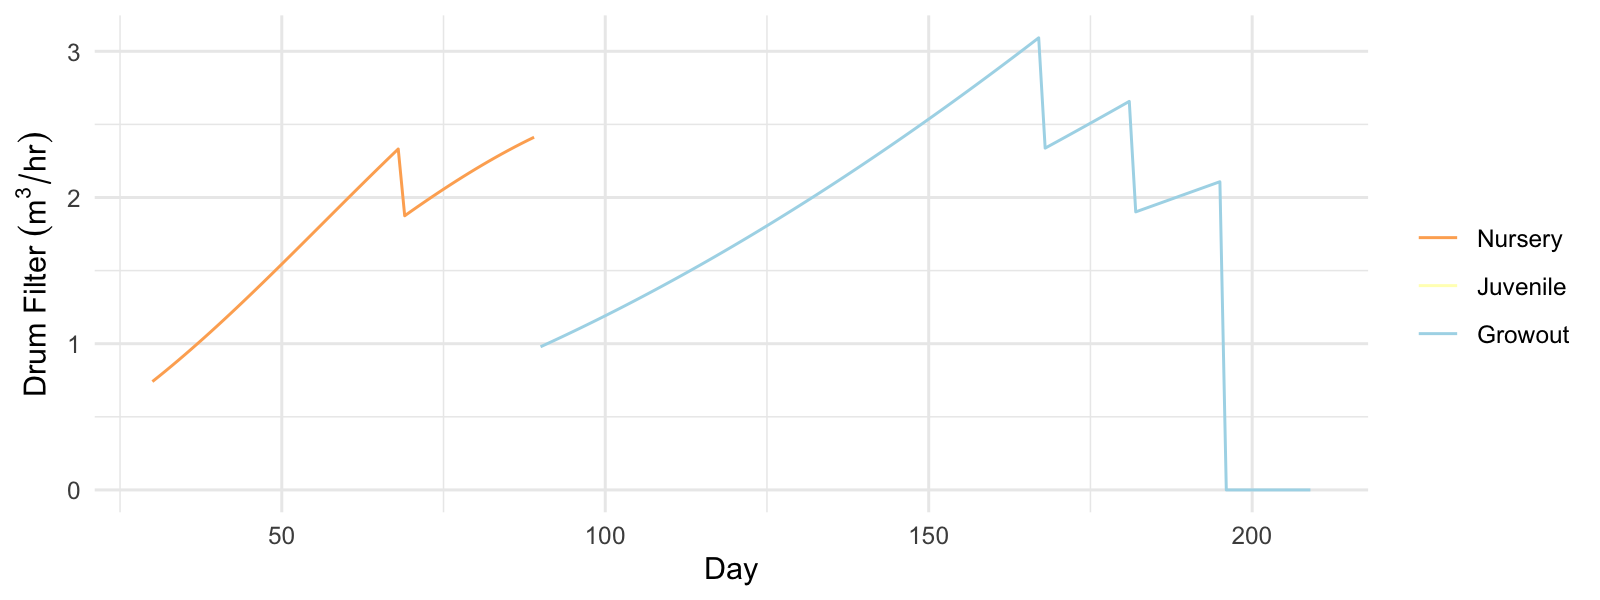 Drum Filter (m³/hr)
3
2
1
0
50 100 150 200
Day
Nursery
Juvenile
Growout